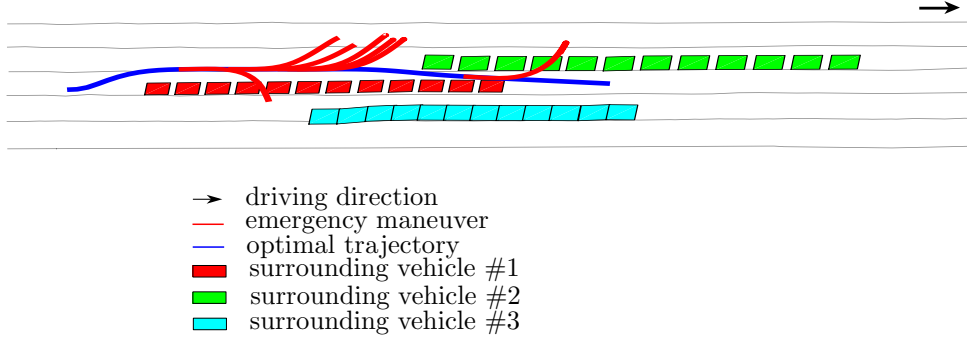 driving direction
emergency maneuver
optimal trajectory
surrounding vehicle #1
surrounding vehicle #2
surrounding vehicle #3